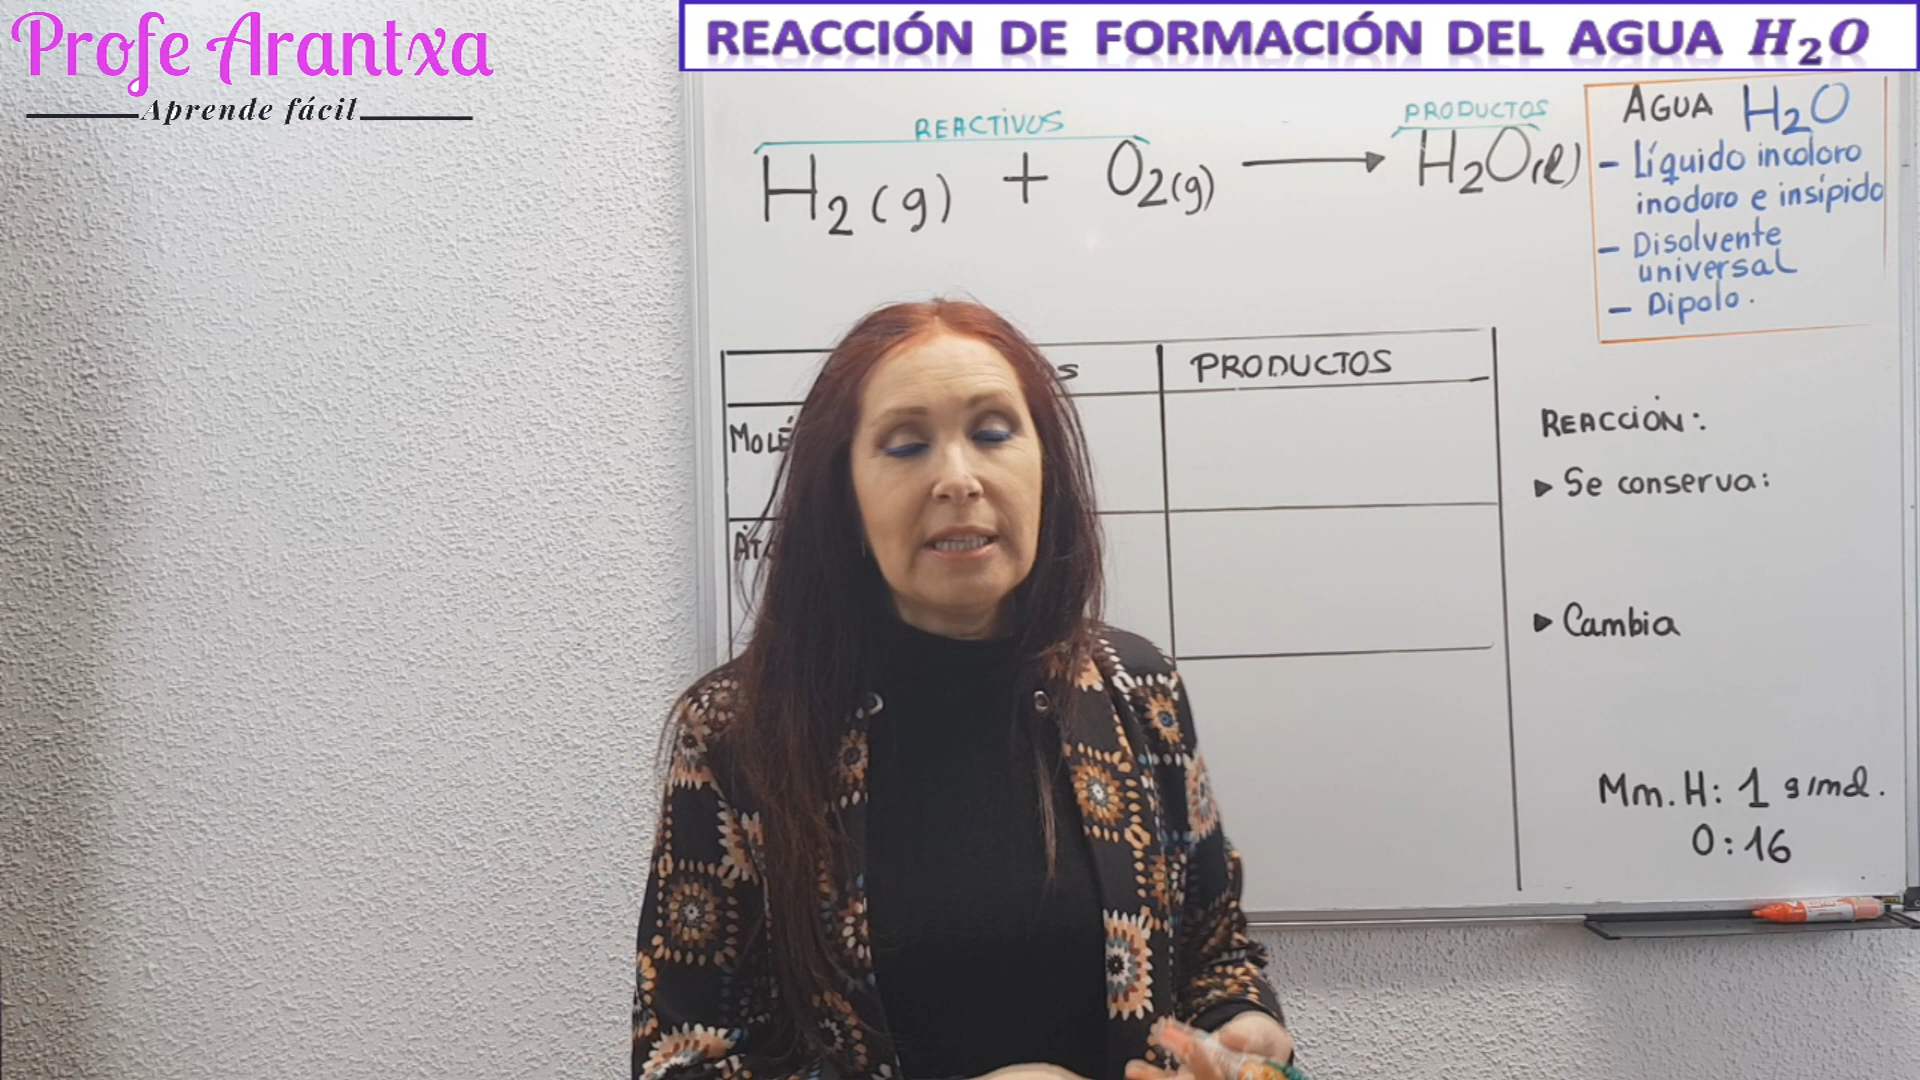 Profe Arantxa
Aprende fácil
REACCIÓN DE FORMACIÓN DEL AGUA H₂O
REACTIVOS
PRODUCTOS
H₂(g) + O₂(g) → H₂O(l)
AGUA H₂O
- Líquido incoloro
inodoro e insípido
- Disolvente
universal
- Dipolo.
PRODUCTOS
REACCIÓN:
▶ Se conserva:
▶ Cambia
Mm. H: 1 g/mol.
O: 16